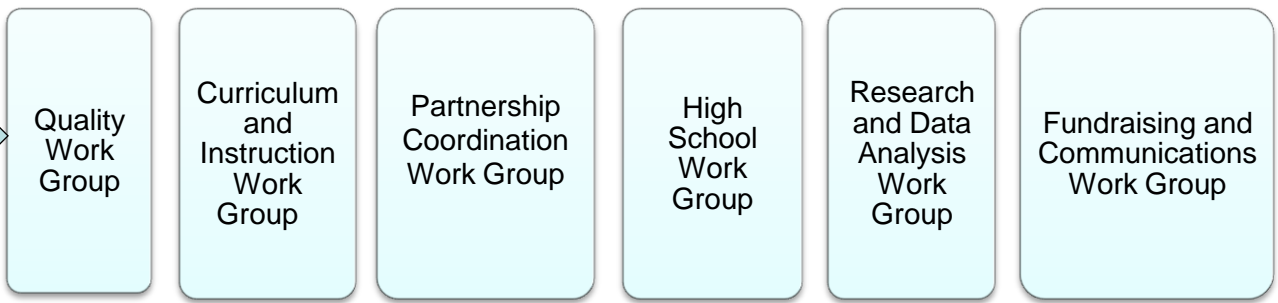 Quality
Work
Group
Curriculum
and
Instruction
Work
Group
Partnership
Coordination
Work Group
High
School
Work
Group
Research
and Data
Analysis
Work
Group
Fundraising and
Communications
Work Group